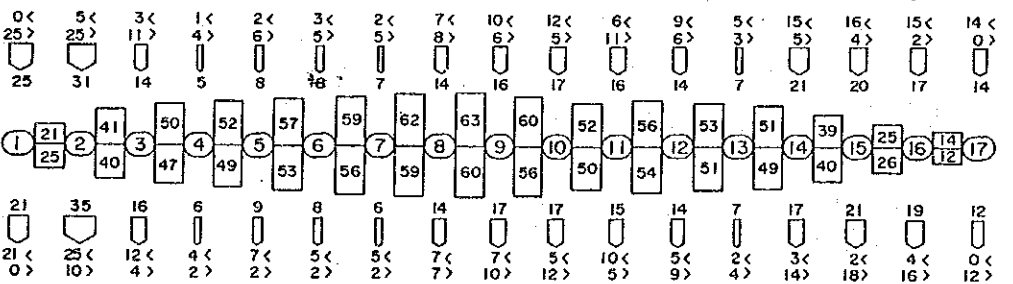 0< 5< 3< 1< 2< 3< 2< 7< 10< 12< 6< 9< 5< 15< 16< 15< 14<
25> 25> 11> 4> 6> 5> 5> 8> 6> 5> 11> 6> 3> 5> 4> 2> 0>
25 31 14 5 8 7 14 16 17 16 14 7 21 20 17 14
21 41 50 52 57 59 62 63 60 52 56 53 51 39 25 14
1 2 3 4 5 6 7 8 9 10 11 12 13 14 15 16 17
25 40 47 49 53 56 59 60 56 50 54 51 49 40 26 12
21 35 16 6 9 8 6 14 17 17 15 14 7 17 21 19 12
21< 25< 12< 4< 7< 5< 5< 7< 7< 5< 10< 5< 2< 3< 2< 4< 0<
0> 10> 4> 2> 2> 2> 2> 7> 10> 12> 5> 9> 4> 14> 18> 16> 12>